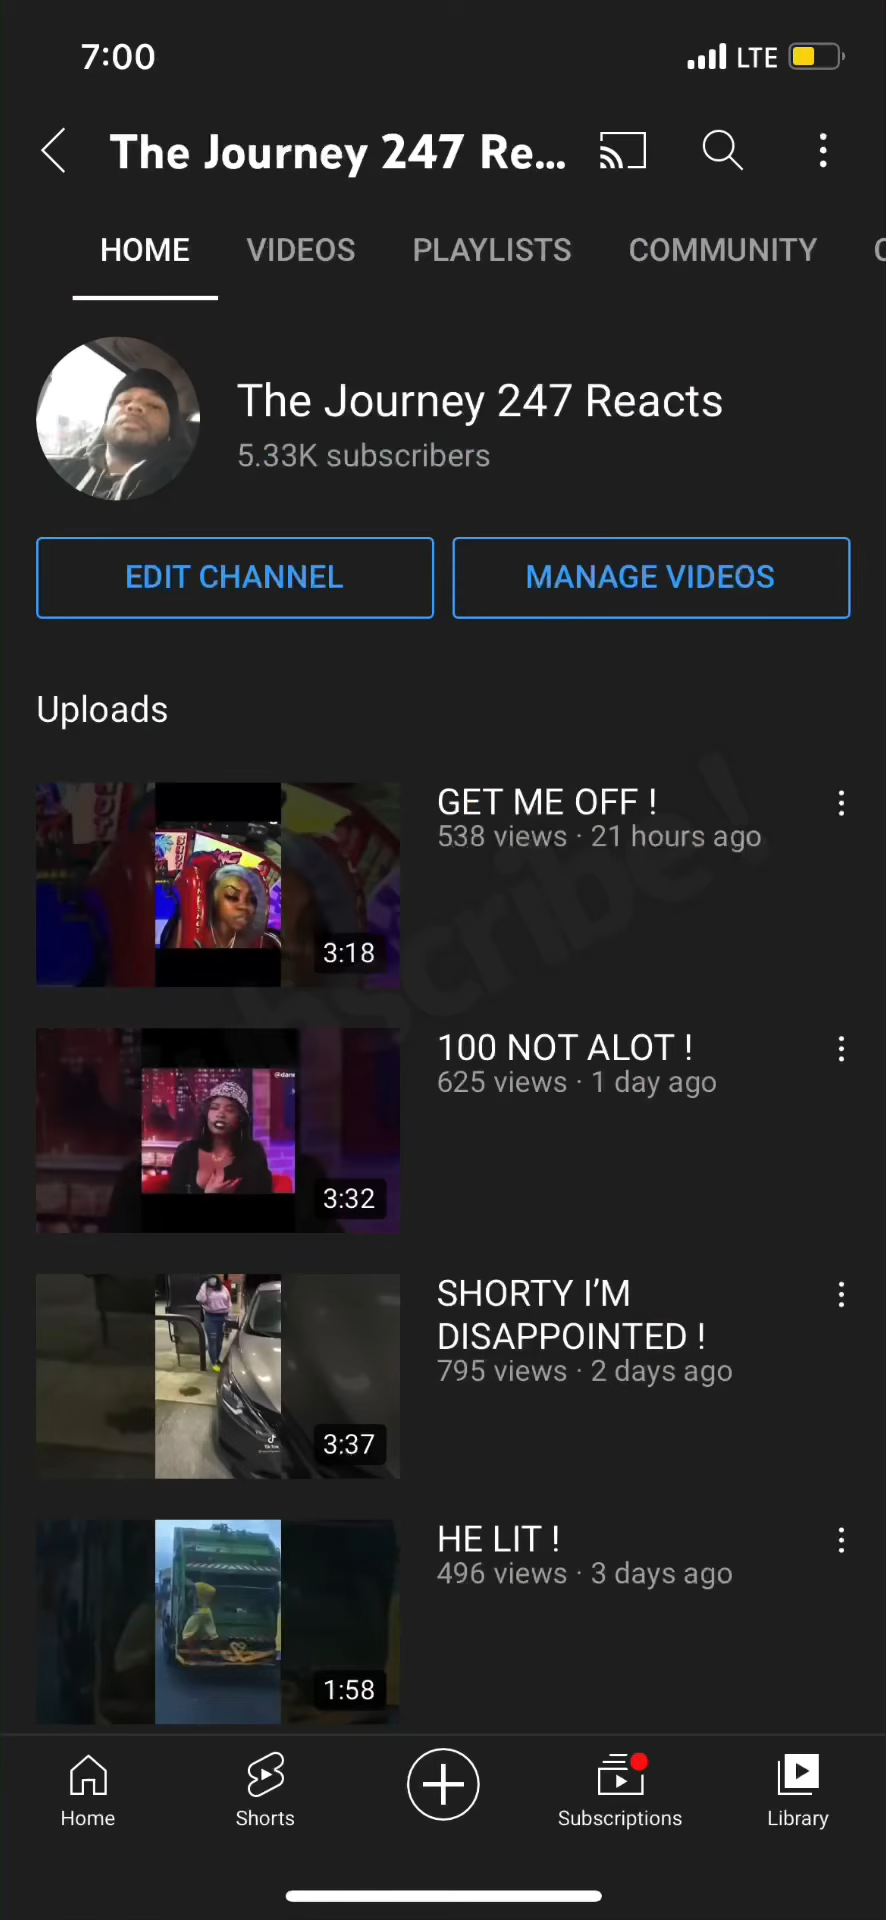 7:00
LTE
The Journey 247 Re...
HOME
VIDEOS
PLAYLISTS
COMMUNITY
The Journey 247 Reacts
5.33K subscribers
EDIT CHANNEL
MANAGE VIDEOS
Uploads
GET ME OFF !
538 views · 21 hours ago
3:18
100 NOT ALOT !
625 views · 1 day ago
3:32
SHORTY I’M
DISAPPOINTED !
795 views · 2 days ago
3:37
HE LIT !
496 views · 3 days ago
1:58
Home
Shorts
Subscriptions
Library